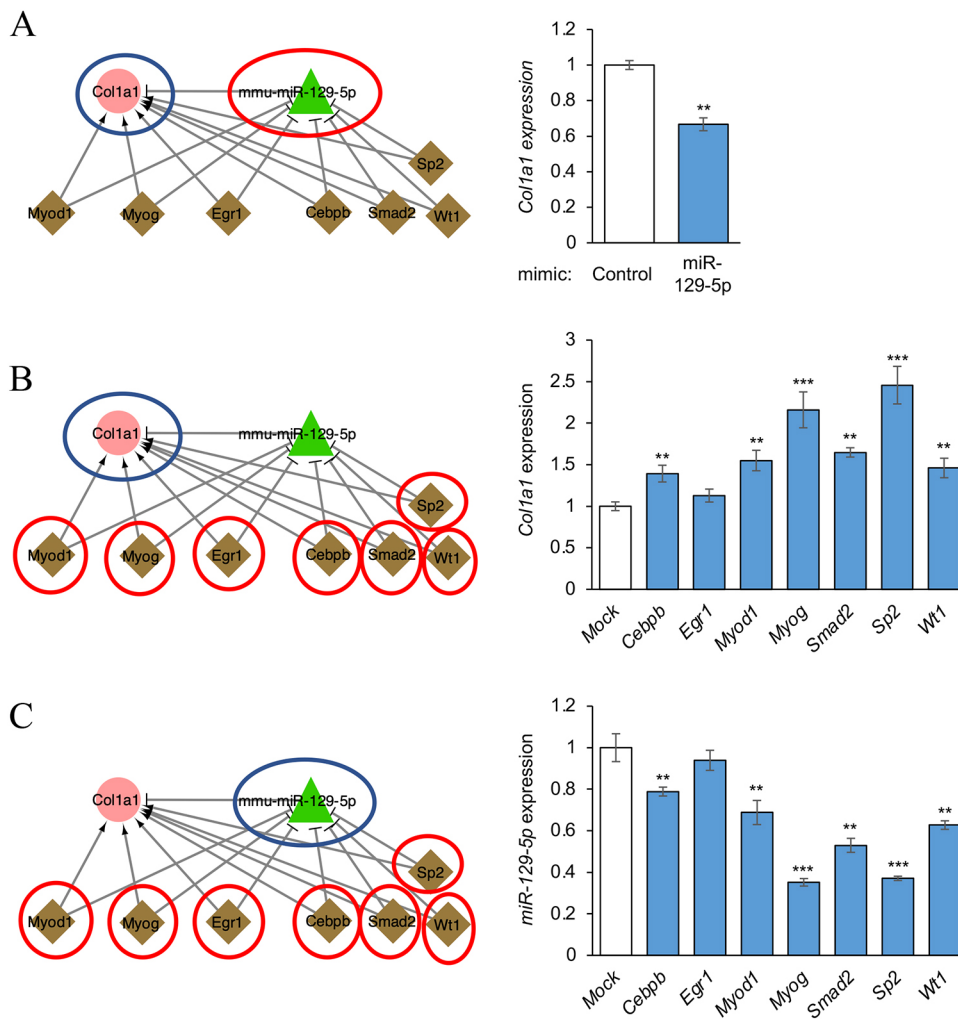 A
Col1a1
mmu-miR-129-5p
Sp2
Myod1
Myog
Egr1
Cebpb
Smad2
Wt1
Col1a1 expression
1.2
1
0.8
0.6
0.4
0.2
0
**
mimic:
Control
miR-
129-5p
B
Col1a1
mmu-miR-129-5p
Sp2
Myod1
Myog
Egr1
Cebpb
Smad2
Wt1
Col1a1 expression
3
2.5
2
1.5
1
0.5
0
**
**
***
**
***
**
Mock
Cebpb
Egr1
Myod1
Myog
Smad2
Sp2
Wt1
C
Col1a1
mmu-miR-129-5p
Sp2
Myod1
Myog
Egr1
Cebpb
Smad2
Wt1
miR-129-5p expression
1.2
1
0.8
0.6
0.4
0.2
0
**
**
***
**
***
**
Mock
Cebpb
Egr1
Myod1
Myog
Smad2
Sp2
Wt1